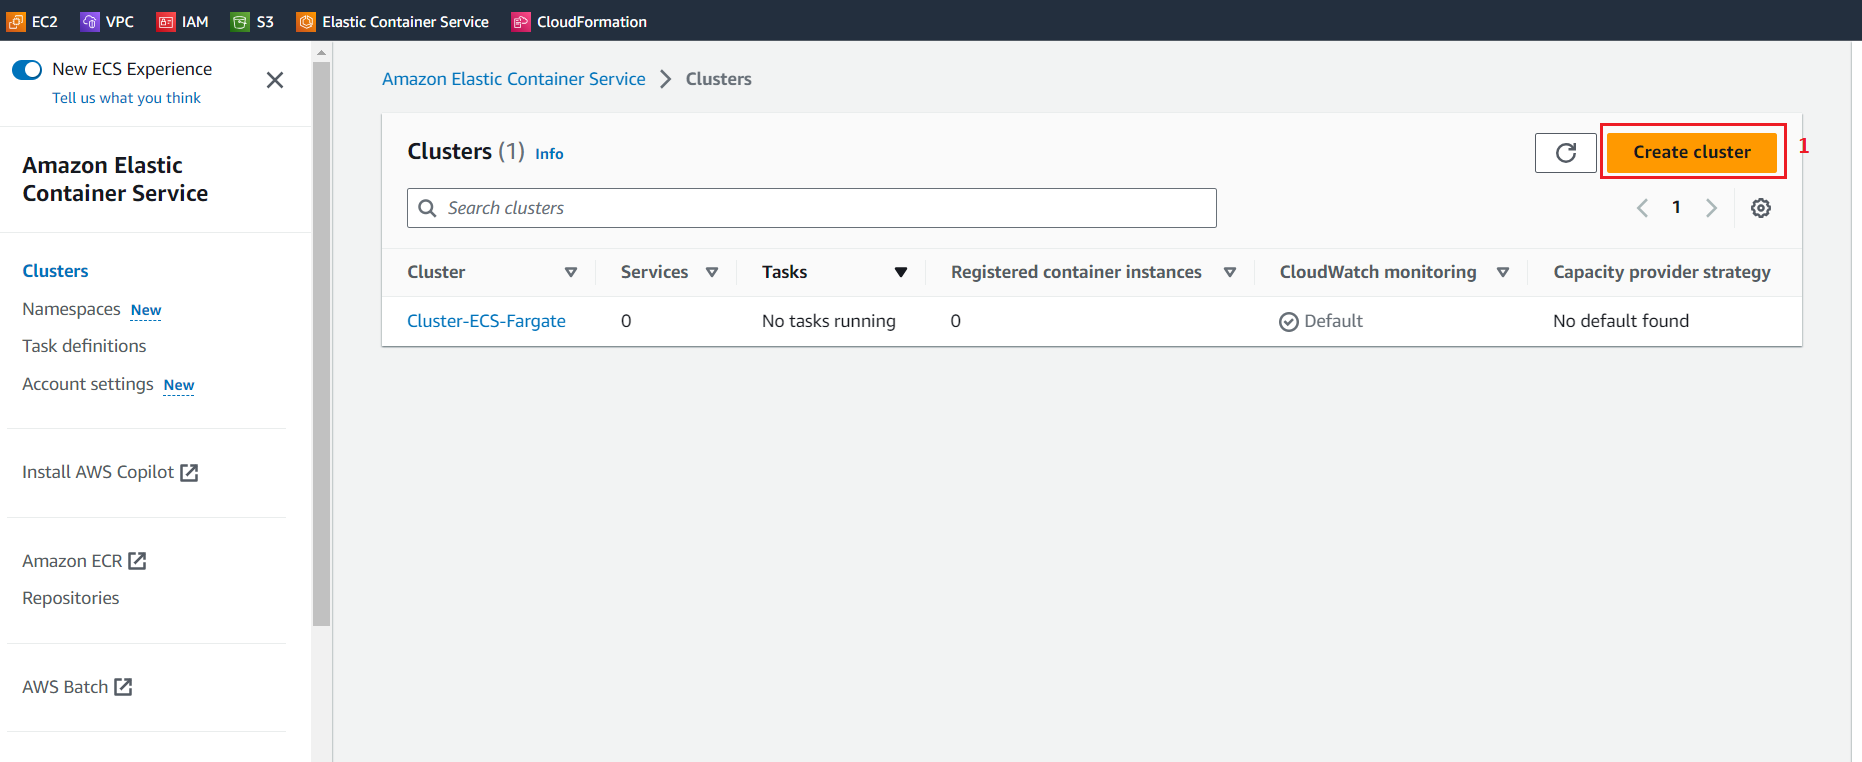 EC2 VPC IAM S3 Elastic Container Service CloudFormation
New ECS Experience
Tell us what you think
Amazon Elastic
Container Service
Clusters
Namespaces New
Task definitions
Account settings New
Install AWS Copilot
Amazon ECR
Repositories
AWS Batch
Amazon Elastic Container Service > Clusters
Clusters (1) Info
Create cluster 1
Search clusters
1
Cluster Services Tasks Registered container instances CloudWatch monitoring Capacity provider strategy
Cluster-ECS-Fargate 0 No tasks running 0 Default No default found